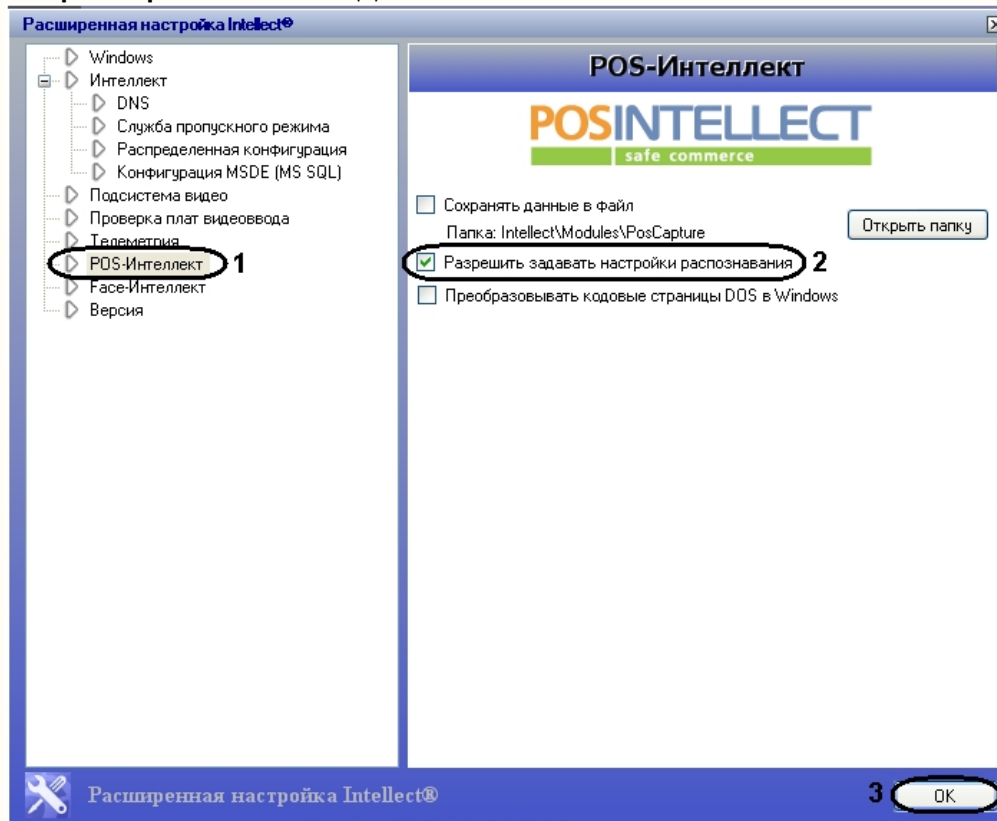 Расширенная настройка Intellect®
Windows
Интеллект
DNS
Служба пропускного режима
Распределенная конфигурация
Конфигурация MSDE (MS SQL)
Подсистема видео
Проверка плат видеоввода
Телеметрия
POS-Интеллект 1
Face-Интеллект
Версия
POS-Интеллект
POSINTELLECT
safe commerce
Сохранять данные в файл
Папка: Intellect\Modules\PosCapture
Открыть папку
Разрешить задавать настройки распознавания 2
Преобразовывать кодовые страницы DOS в Windows
Расширенная настройка Intellect®
3 OK